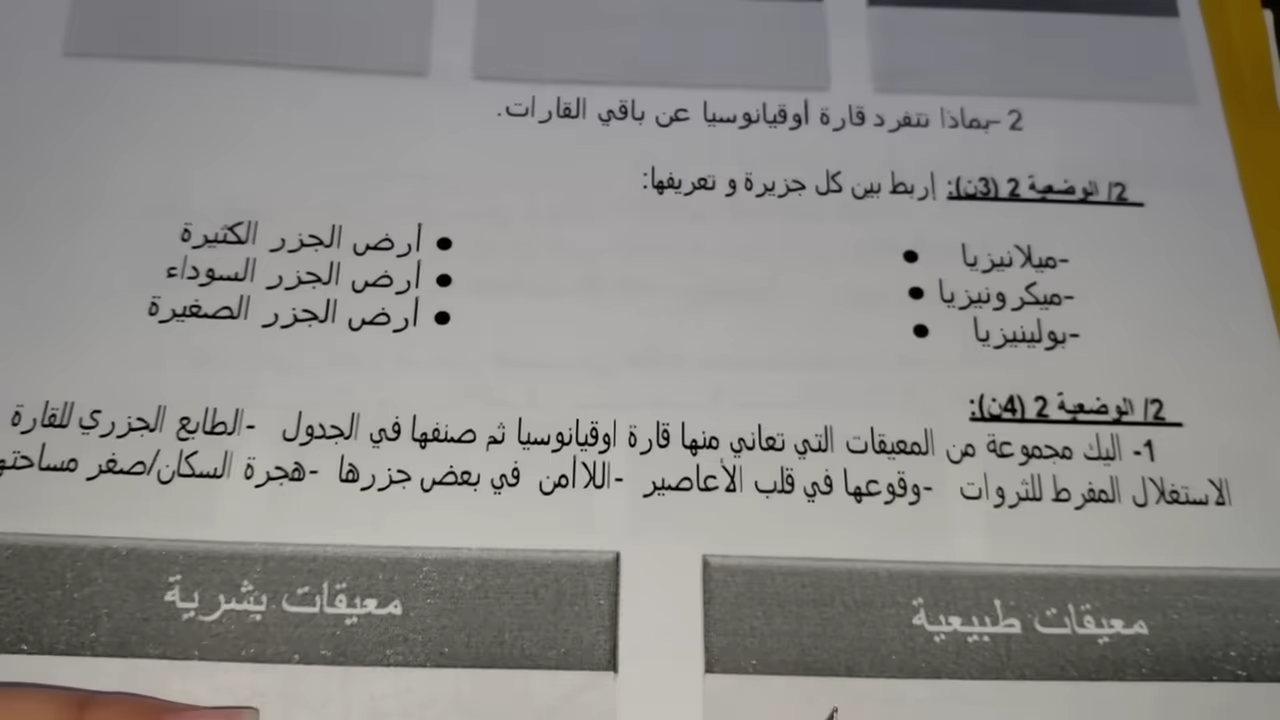 2-بماذا تتفرد قارة أوقيانوسيا عن باقي القارات.
2/ الوضعية 2 (3ن): إربط بين كل جزيرة و تعريفها:
-ميلانيزيا ● ● أرض الجزر الكثيرة
-ميكرونيزيا ● ● أرض الجزر السوداء
-بولينيزيا ● ● أرض الجزر الصغيرة
2/ الوضعية 2 (4ن):
1- اليك مجموعة من المعيقات التي تعاني منها قارة اوقيانوسيا ثم صنفها في الجدول -الطابع الجزري للقارة
الاستغلال المفرط للثروات -وقوعها في قلب الأعاصير -اللاأمن في بعض جزرها -هجرة السكان/صغر
معيقات طبيعية معيقات بشرية